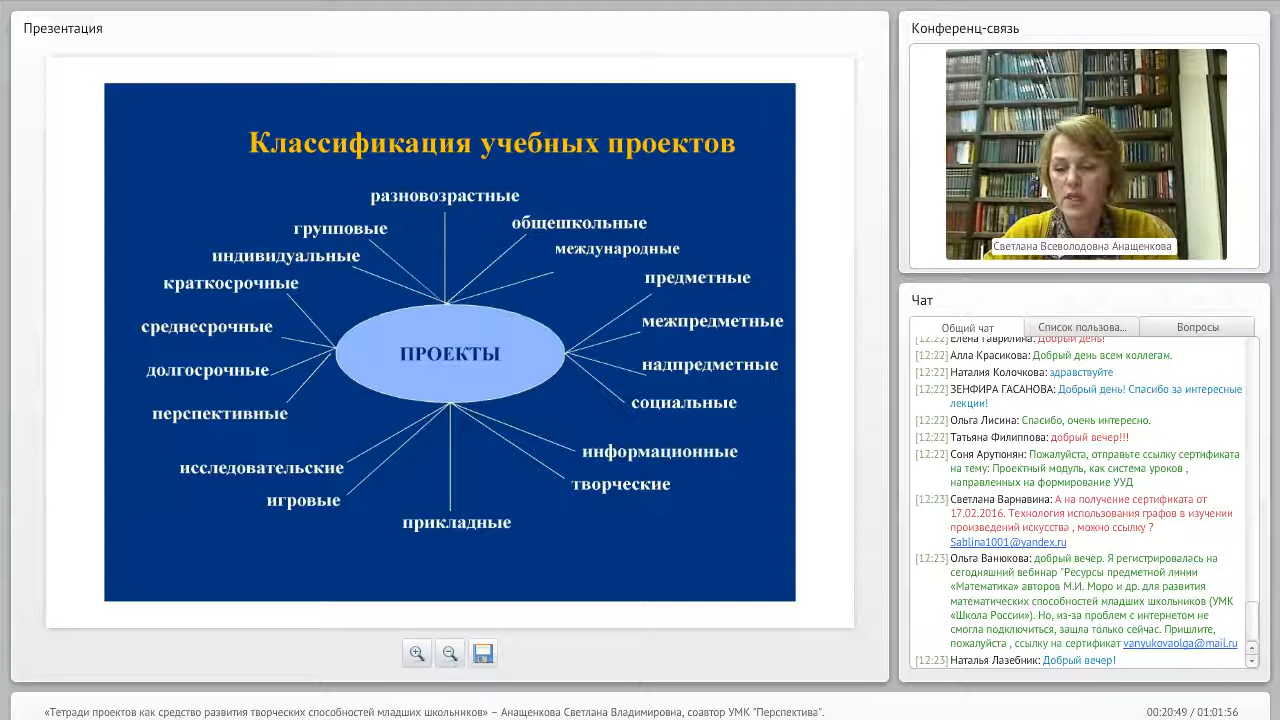 Презентация
Классификация учебных проектов
разновозрастные
общешкольные
групповые
международные
индивидуальные
предметные
краткосрочные
межпредметные
среднесрочные
ПРОЕКТЫ
надпредметные
долгосрочные
социальные
перспективные
информационные
исследовательские
творческие
игровые
прикладные
Конференц-связь
Светлана Всеволодовна Анащенкова
Чат
Общий чат
Список пользова...
Вопросы
[12:22] Елена Гаврилина: Добрый день!
[12:22] Алла Красикова: Добрый день всем коллегам.
[12:22] Наталия Колочкова: здравствуйте
[12:22] ЗЕНФИРА ГАСАНОВА: Добрый день! Спасибо за интересные
лекции!
[12:22] Ольга Лисина: Спасибо, очень интересно.
[12:22] Татьяна Филиппова: добрый вечер!!!
[12:22] Соня Арутюнян: Пожалуйста, отправьте ссылку сертификата
на тему: Проектный модуль, как система уроков ,
направленных на формирование УУД
[12:23] Светлана Варнавина: А на получение сертификата от
17.02.2016. Технология использования графов в изучении
произведений искусства , можно ссылку ?
Sablina1001@yandex.ru
[12:23] Ольга Ванюкова: добрый вечер. Я регистрировалась на
сегодняшний вебинар "Ресурсы предметной линии
«Математика» авторов М.И. Моро и др. для развития
математических способностей младших школьников (УМК
«Школа России»). Но, из-за проблем с интернетом не
смогла подключиться, зашла только сейчас. Пришлите,
пожалуйста , ссылку на сертификат vanyukovaolga@mail.ru
[12:23] Наталья Лазебник: Добрый вечер!
«Тетради проектов как средство развития творческих способностей младших школьников» – Анащенкова Светлана Владимировна, соавтор УМК "Перспектива".
00:20:49 / 01:01:56